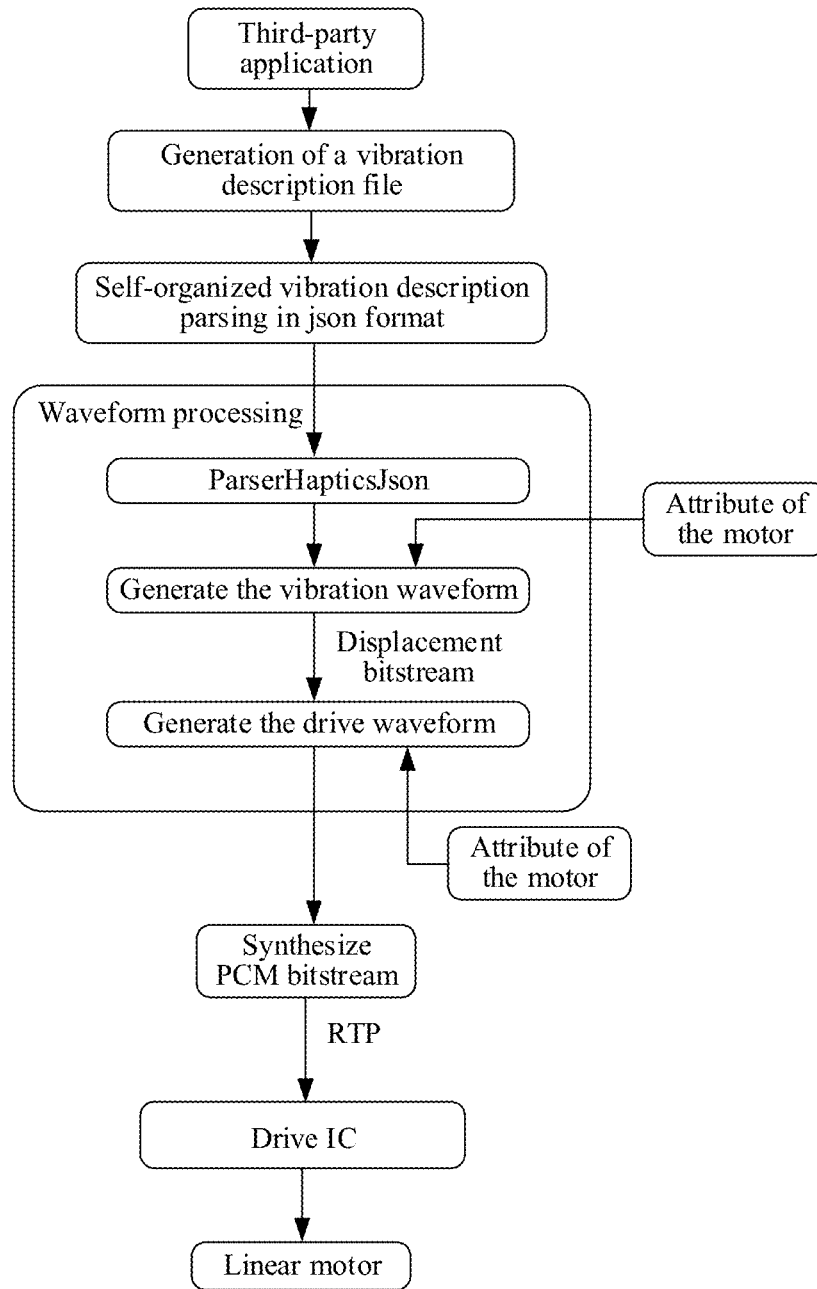 Third-party
application
Generation of a vibration
description file
Self-organized vibration description
parsing in json format
Waveform processing
ParserHapticsJson
Attribute of
the motor
Generate the vibration waveform
Displacement
bitstream
Generate the drive waveform
Attribute of
the motor
Synthesize
PCM bitstream
RTP
Drive IC
Linear motor